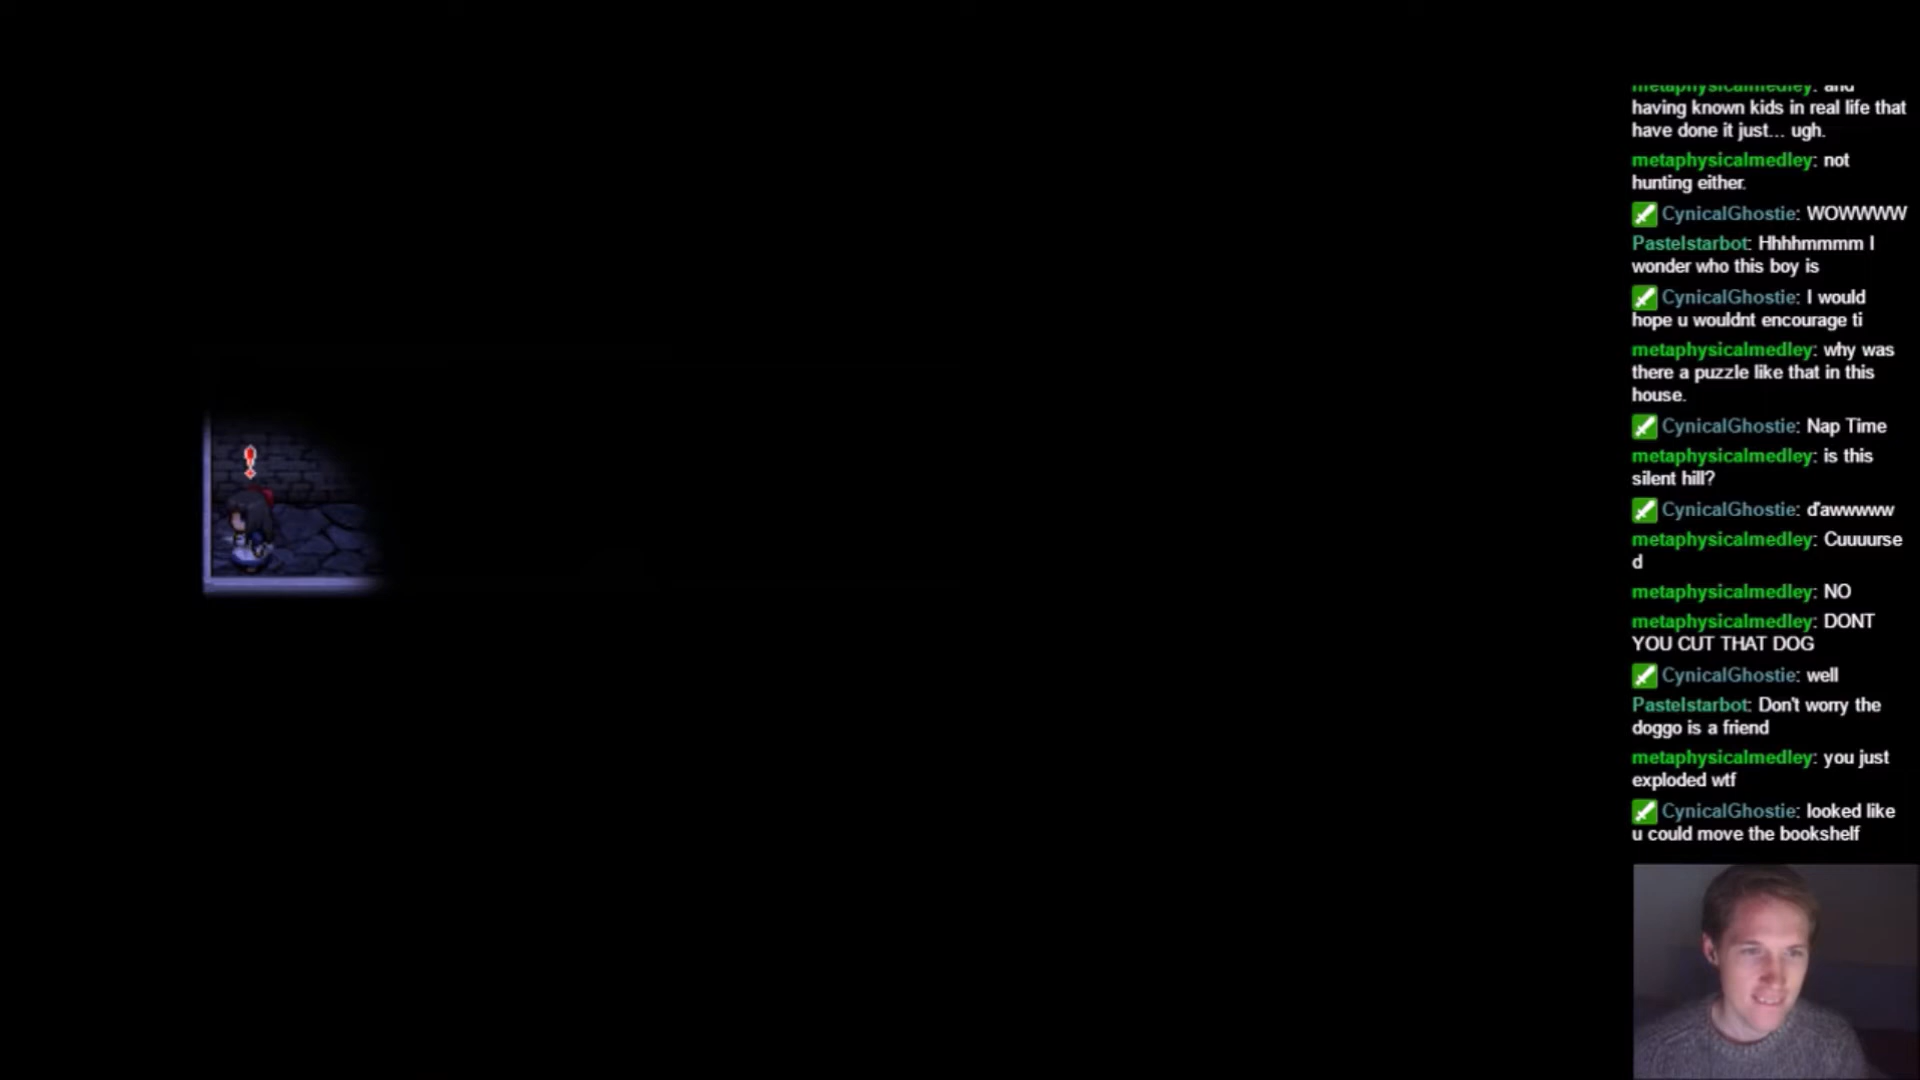 metaphysicalmedley: and
having known kids in real life that
have done it just... ugh.
metaphysicalmedley: not
hunting either.
CynicalGhostie: WOWWWW
Pastelstarbot: Hhhhmmmm I
wonder who this boy is
CynicalGhostie: I would
hope u wouldnt encourage ti
metaphysicalmedley: why was
there a puzzle like that in this
house.
CynicalGhostie: Nap Time
metaphysicalmedley: is this
silent hill?
CynicalGhostie: d'awwwww
metaphysicalmedley: Cuuuurse
d
metaphysicalmedley: NO
metaphysicalmedley: DONT
YOU CUT THAT DOG
CynicalGhostie: well
Pastelstarbot: Don't worry the
doggo is a friend
metaphysicalmedley: you just
exploded wtf
CynicalGhostie: looked like
u could move the bookshelf